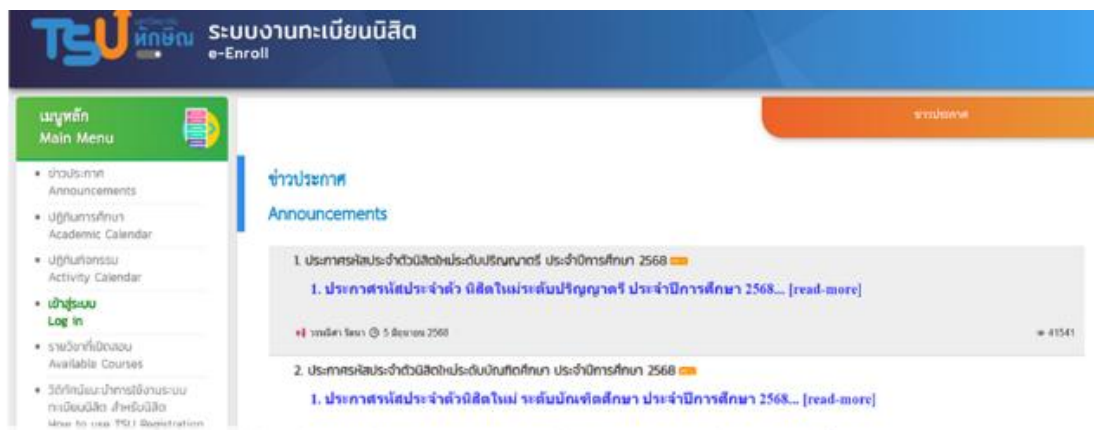 TSU ทักษิณ
ระบบงานทะเบียนนิสิต
e-Enroll
เมนูหลัก
Main Menu
ข่าวประกาศ
ข่าวประกาศ
Announcements
ปฏิทินการศึกษา
Academic Calendar
ปฏิทินกิจกรรม
Activity Calendar
เข้าสู่ระบบ
Log in
รายวิชาที่เปิดสอน
Available Courses
วีดีทัศน์แนะนำการใช้งานระบบ
ทะเบียนนิสิต สำหรับนิสิต
How to use TSU Registration
ข่าวประกาศ
Announcements
1. ประกาศรหัสประจำตัวนิสิตใหม่ระดับปริญญาตรี ประจำปีการศึกษา 2568
1. ประกาศรหัสประจำตัว นิสิตใหม่ระดับปริญญาตรี ประจำปีการศึกษา 2568... [read-more]
5 มิถุนายน 2568
41541
2. ประกาศรหัสประจำตัวนิสิตใหม่ระดับบัณฑิตศึกษา ประจำปีการศึกษา 2568
1. ประกาศรหัสประจำตัวนิสิตใหม่ ระดับบัณฑิตศึกษา ประจำปีการศึกษา 2568... [read-more]